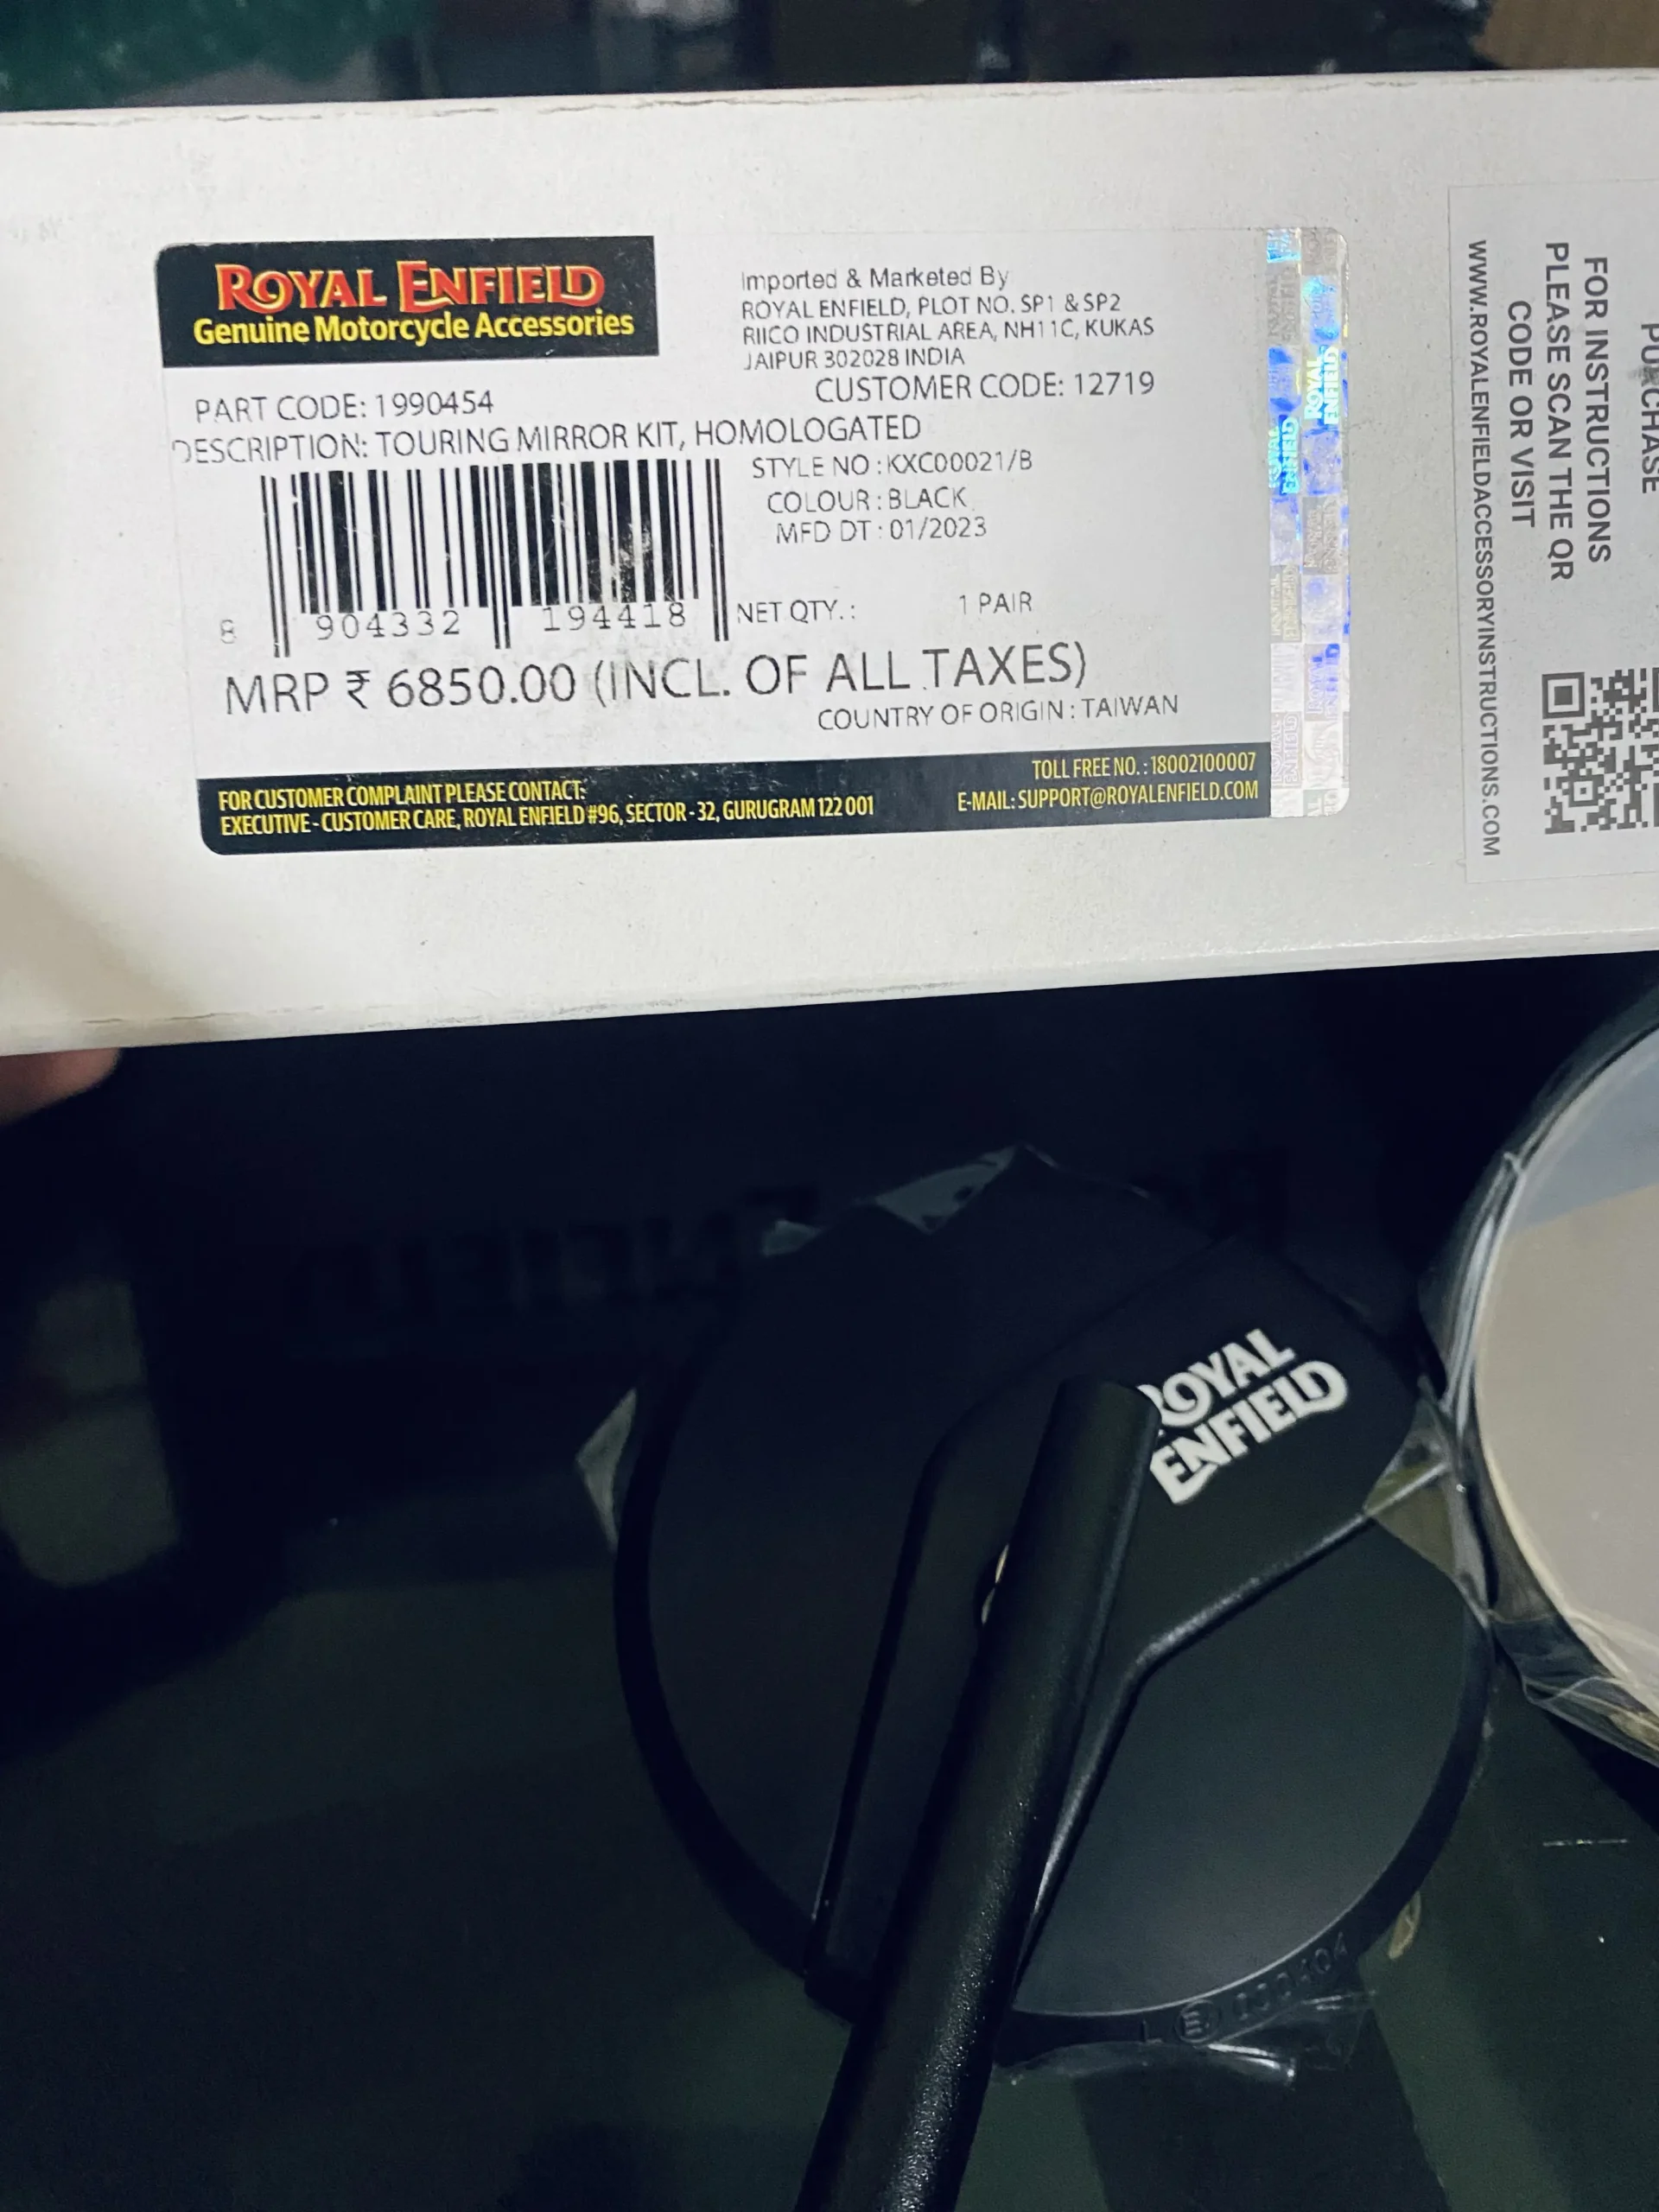 ROYAL ENFIELD
Genuine Motorcycle Accessories
Imported & Marketed By
ROYAL ENFIELD, PLOT NO. SP1 & SP2
RIICO INDUSTRIAL AREA, NH11C, KUKAS
JAIPUR 302028 INDIA
PART CODE: 1990454
CUSTOMER CODE: 12719
DESCRIPTION: TOURING MIRROR KIT, HOMOLOGATED
STYLE NO : KXC00021/B
COLOUR : BLACK
MFD DT : 01/2023
8 904332 194418
NET QTY. : 1 PAIR
MRP ₹ 6850.00 (INCL. OF ALL TAXES)
COUNTRY OF ORIGIN : TAIWAN
FOR CUSTOMER COMPLAINT PLEASE CONTACT:
EXECUTIVE - CUSTOMER CARE, ROYAL ENFIELD #96, SECTOR - 32, GURUGRAM 122 001
TOLL FREE NO. : 18002100007
E-MAIL: SUPPORT@ROYALENFIELD.COM
ROYAL ENFIELD
PURCHASE
FOR INSTRUCTIONS
PLEASE SCAN THE QR
CODE OR VISIT
WWW.ROYALENFIELDACCESSORYINSTRUCTIONS.COM
ROYAL
ENFIELD
L E